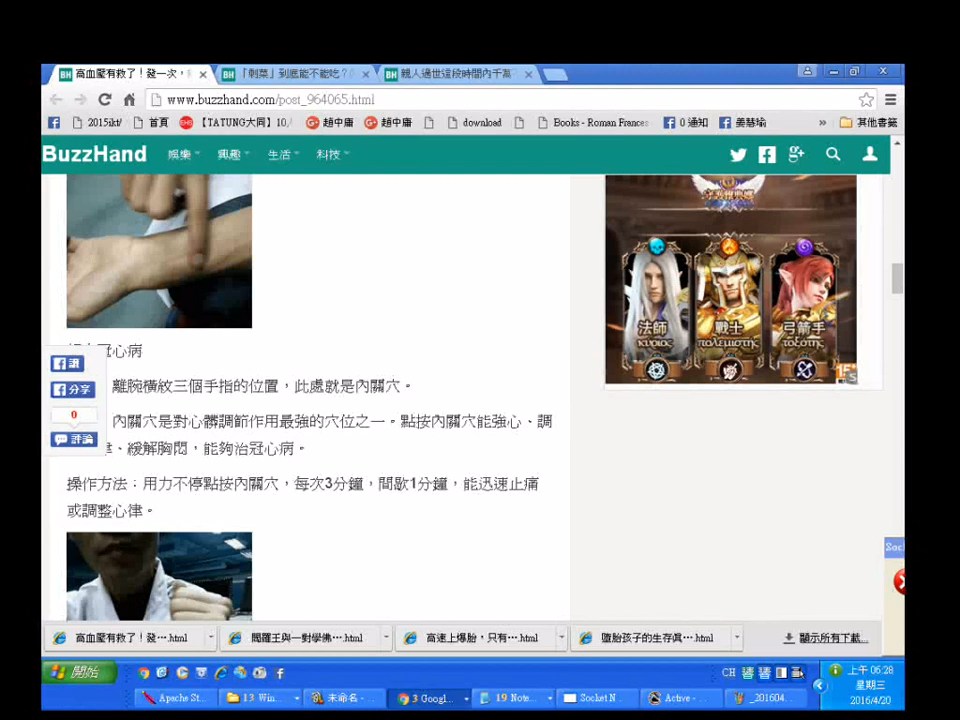 高血壓有救了！發一次，
「剩菜」到底能不能吃？
親人過世這段時間內千萬
www.buzzhand.com/post_964065.html
2015ikt/
首頁
【TATUNG大同】10,
趙中庸
趙中庸
download
Books - Roman Frances
0 通知
姜慧瑜
»
其他書籤
BuzzHand
娛樂
興趣
生活
科技
法師
戰士
弓箭手
κύριος
πολεμιστής
τοξότης
冠心病
讚
離腕橫紋三個手指的位置，此處就是內關穴。
分享
0
內關穴是對心髒調節作用最強的穴位之一。點按內關穴能強心、調
評論
、緩解胸悶，能夠治冠心病。
操作方法：用力不停點按內關穴，每次3分鐘，間歇1分鐘，能迅速止痛
或調整心律。
高血壓有救了！發….html
閻羅王與一對學佛….html
高速上爆胎，只有….html
墮胎孩子的生存真….html
顯示所有下載...
開始
CH
上午 06:28
星期三
2016/4/20
Apache St...
13 Win...
未命名 -
3 Googl...
19 Note...
Socket N
Active -
_201604...